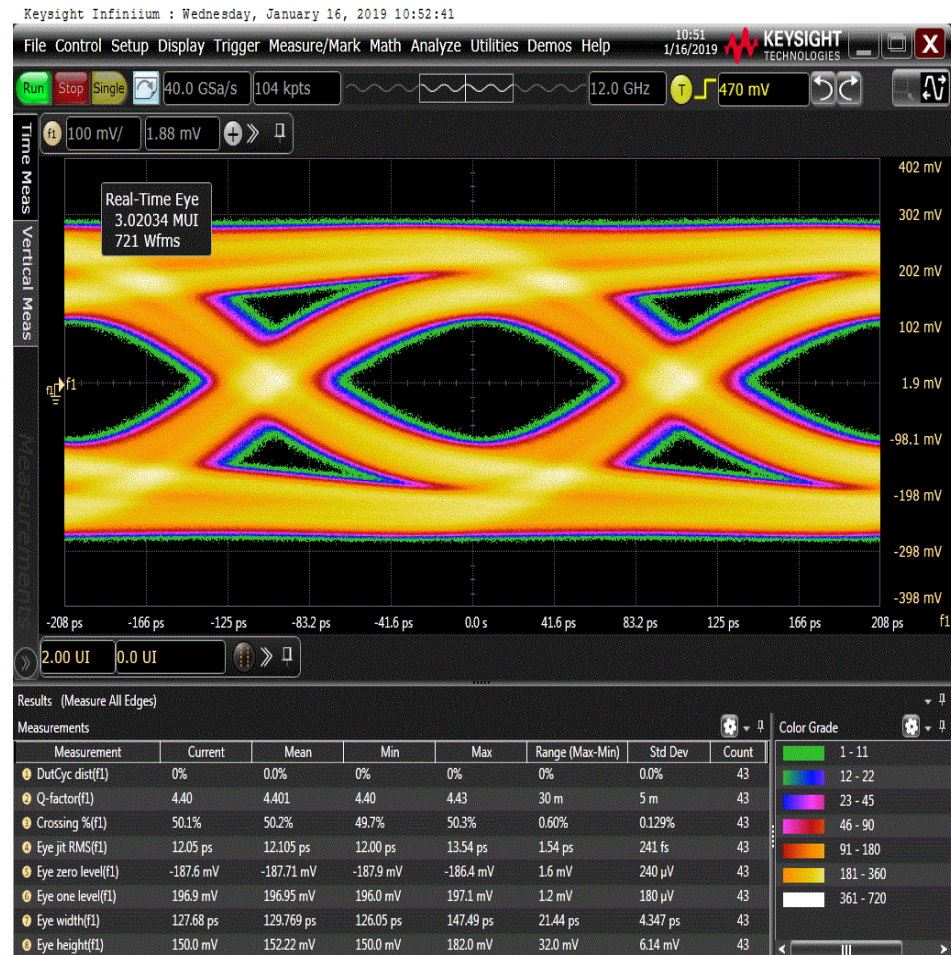 Keysight Infiniium : Wednesday, January 16, 2019 10:52:41
File Control Setup Display Trigger Measure/Mark Math Analyze Utilities Demos Help
10:51
1/16/2019
KEYSIGHT
TECHNOLOGIES
X
Run Stop Single 40.0 GSa/s 104 kpts 12.0 GHz T 470 mV
Time Meas
Vertical Meas
Measurements
f1 100 mV/ 1.88 mV
Real-Time Eye
3.02034 MUI
721 Wfms
402 mV
302 mV
202 mV
102 mV
1.9 mV
-98.1 mV
-198 mV
-298 mV
-398 mV
f1
-208 ps -166 ps -125 ps -83.2 ps -41.6 ps 0.0 s 41.6 ps 83.2 ps 125 ps 166 ps 208 ps f1
2.00 UI 0.0 UI
Results (Measure All Edges)
Measurements
Measurement Current Mean Min Max Range (Max-Min) Std Dev Count
1 DutCyc dist(f1) 0% 0.0% 0% 0% 0% 0.0% 43
2 Q-factor(f1) 4.40 4.401 4.40 4.43 30 m 5 m 43
3 Crossing %(f1) 50.1% 50.2% 49.7% 50.3% 0.60% 0.129% 43
4 Eye jit RMS(f1) 12.05 ps 12.105 ps 12.00 ps 13.54 ps 1.54 ps 241 fs 43
5 Eye zero level(f1) -187.6 mV -187.71 mV -187.9 mV -186.4 mV 1.6 mV 240 µV 43
6 Eye one level(f1) 196.9 mV 196.95 mV 196.0 mV 197.1 mV 1.2 mV 180 µV 43
7 Eye width(f1) 127.68 ps 129.769 ps 126.05 ps 147.49 ps 21.44 ps 4.347 ps 43
8 Eye height(f1) 150.0 mV 152.22 mV 150.0 mV 182.0 mV 32.0 mV 6.14 mV 43
Color Grade
1 - 11
12 - 22
23 - 45
46 - 90
91 - 180
181 - 360
361 - 720